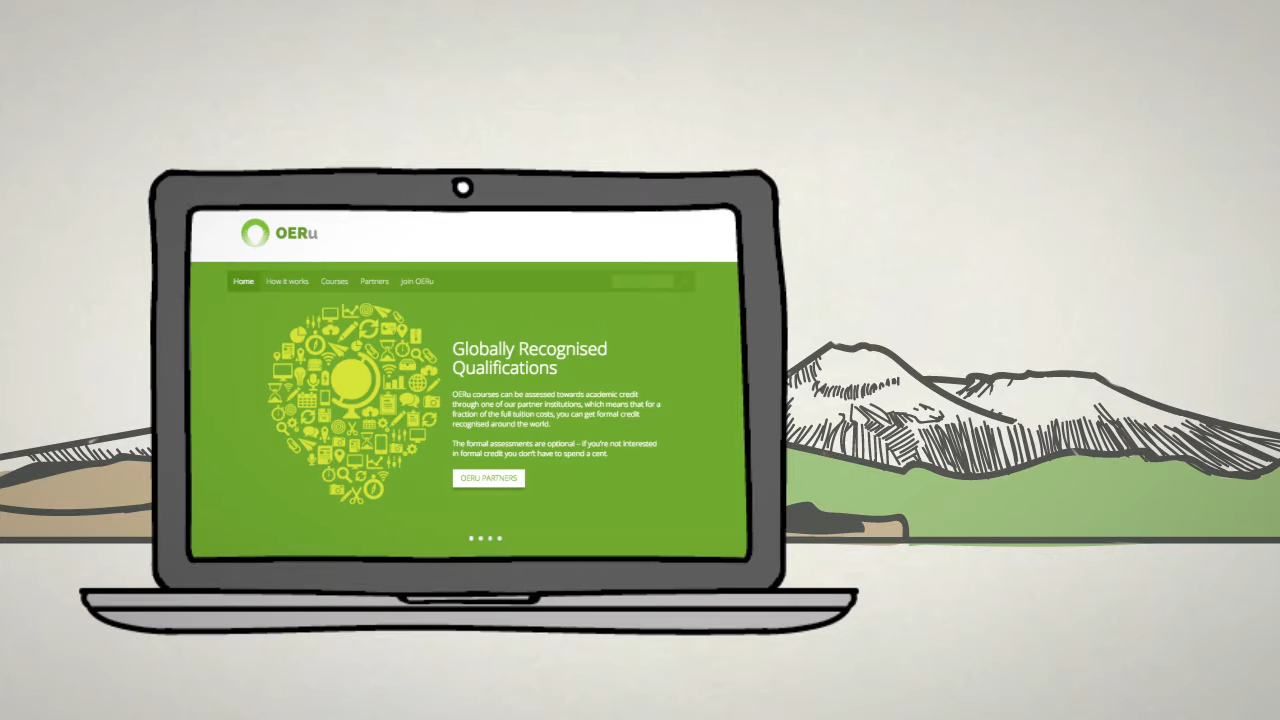 OERu
Home How it works Courses Partners Join OERu
Globally Recognised
Qualifications
OERu courses can be assessed towards academic credit
through one of our partner institutions, which means that for a
fraction of the full tuition costs, you can get formal credit
recognised around the world.
The formal assessments are optional – if you're not interested
in formal credit you don't have to spend a cent.
OERU PARTNERS